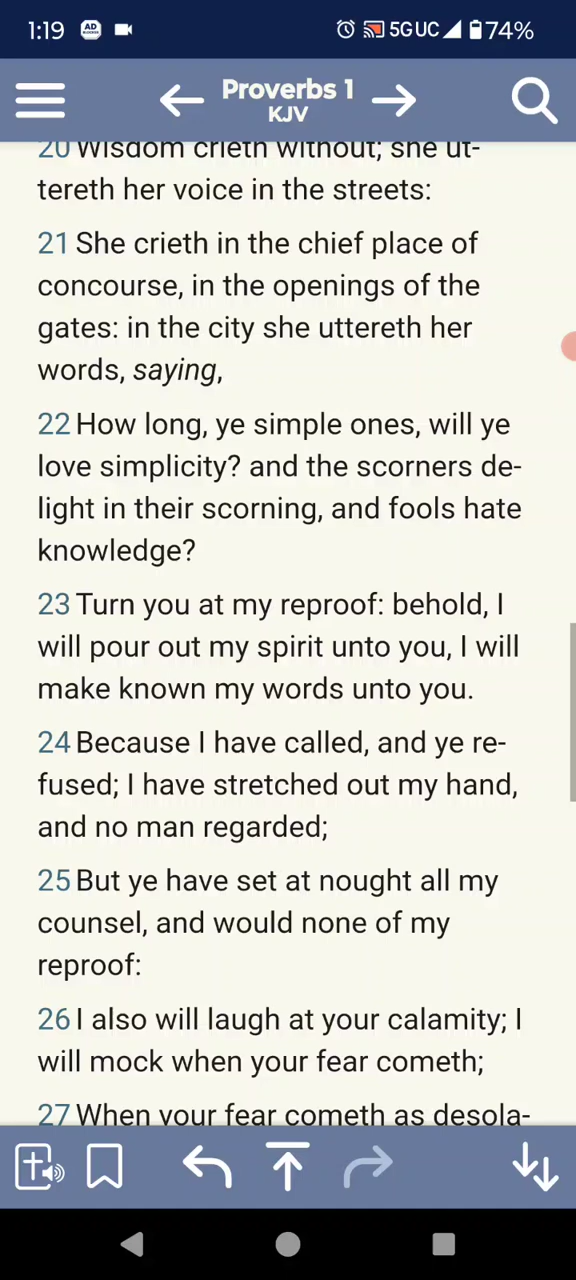 1:19 AD BLOCKER 5G UC 74%
Proverbs 1
KJV
20 Wisdom crieth without; she ut-
tereth her voice in the streets:
21 She crieth in the chief place of
concourse, in the openings of the
gates: in the city she uttereth her
words, saying,
22 How long, ye simple ones, will ye
love simplicity? and the scorners de-
light in their scorning, and fools hate
knowledge?
23 Turn you at my reproof: behold, I
will pour out my spirit unto you, I will
make known my words unto you.
24 Because I have called, and ye re-
fused; I have stretched out my hand,
and no man regarded;
25 But ye have set at nought all my
counsel, and would none of my
reproof:
26 I also will laugh at your calamity; I
will mock when your fear cometh;
27 When your fear cometh as desola-